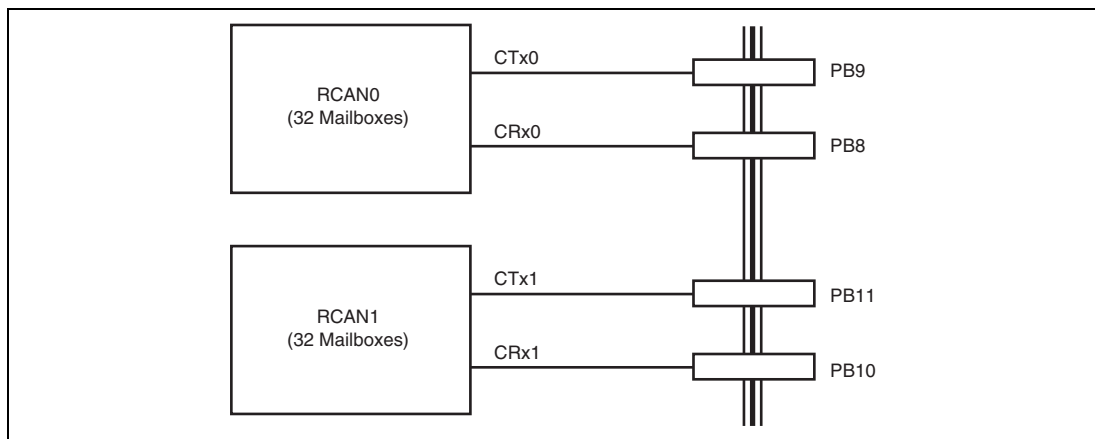 RCAN0
(32 Mailboxes)
CTx0
PB9
CRx0
PB8
RCAN1
(32 Mailboxes)
CTx1
PB11
CRx1
PB10